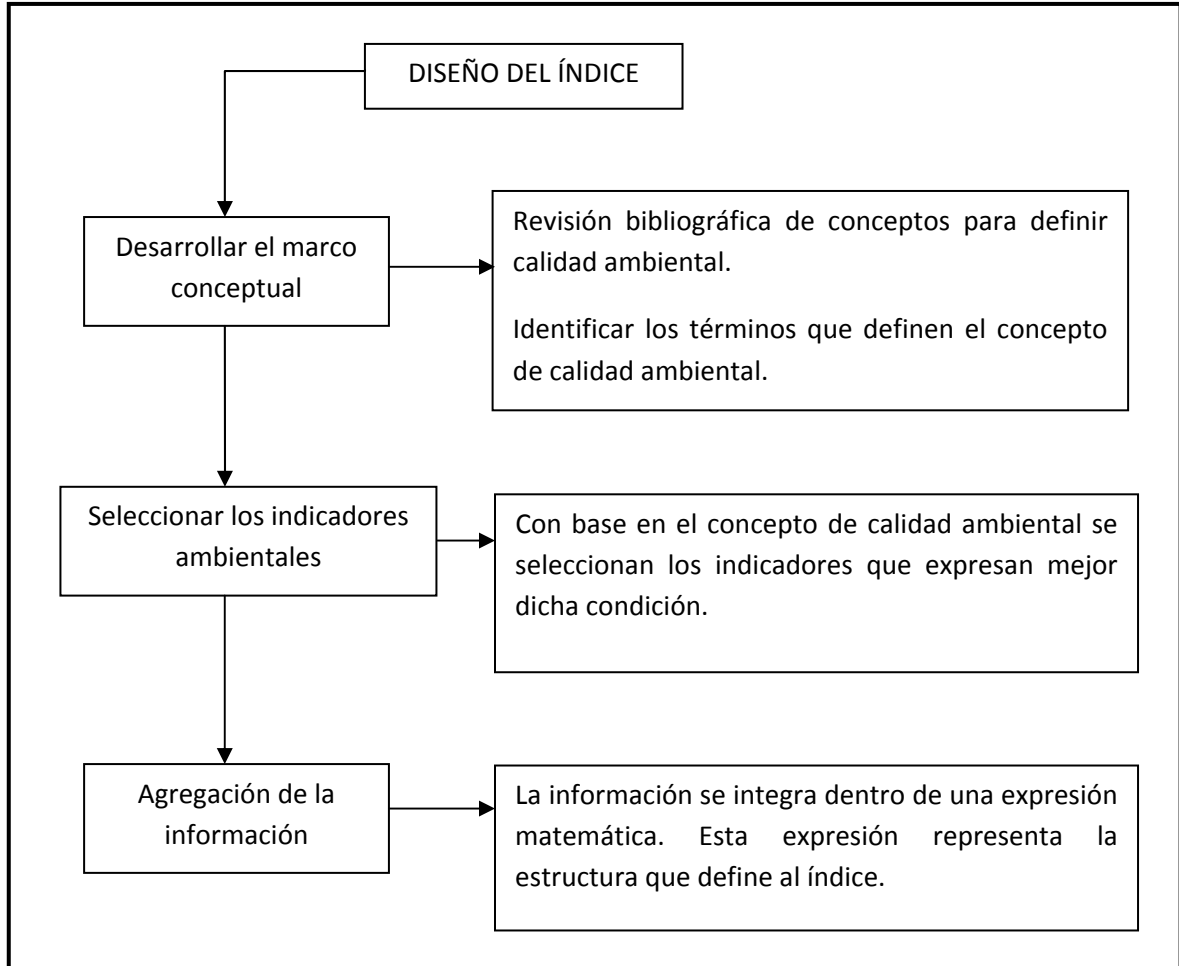 DISEÑO DEL ÍNDICE
Desarrollar el marco
conceptual
Revisión bibliográfica de conceptos para definir
calidad ambiental.
Identificar los términos que definen el concepto
de calidad ambiental.
Seleccionar los indicadores
ambientales
Con base en el concepto de calidad ambiental se
seleccionan los indicadores que expresan mejor
dicha condición.
Agregación de la
información
La información se integra dentro de una expresión
matemática. Esta expresión representa la
estructura que define al índice.